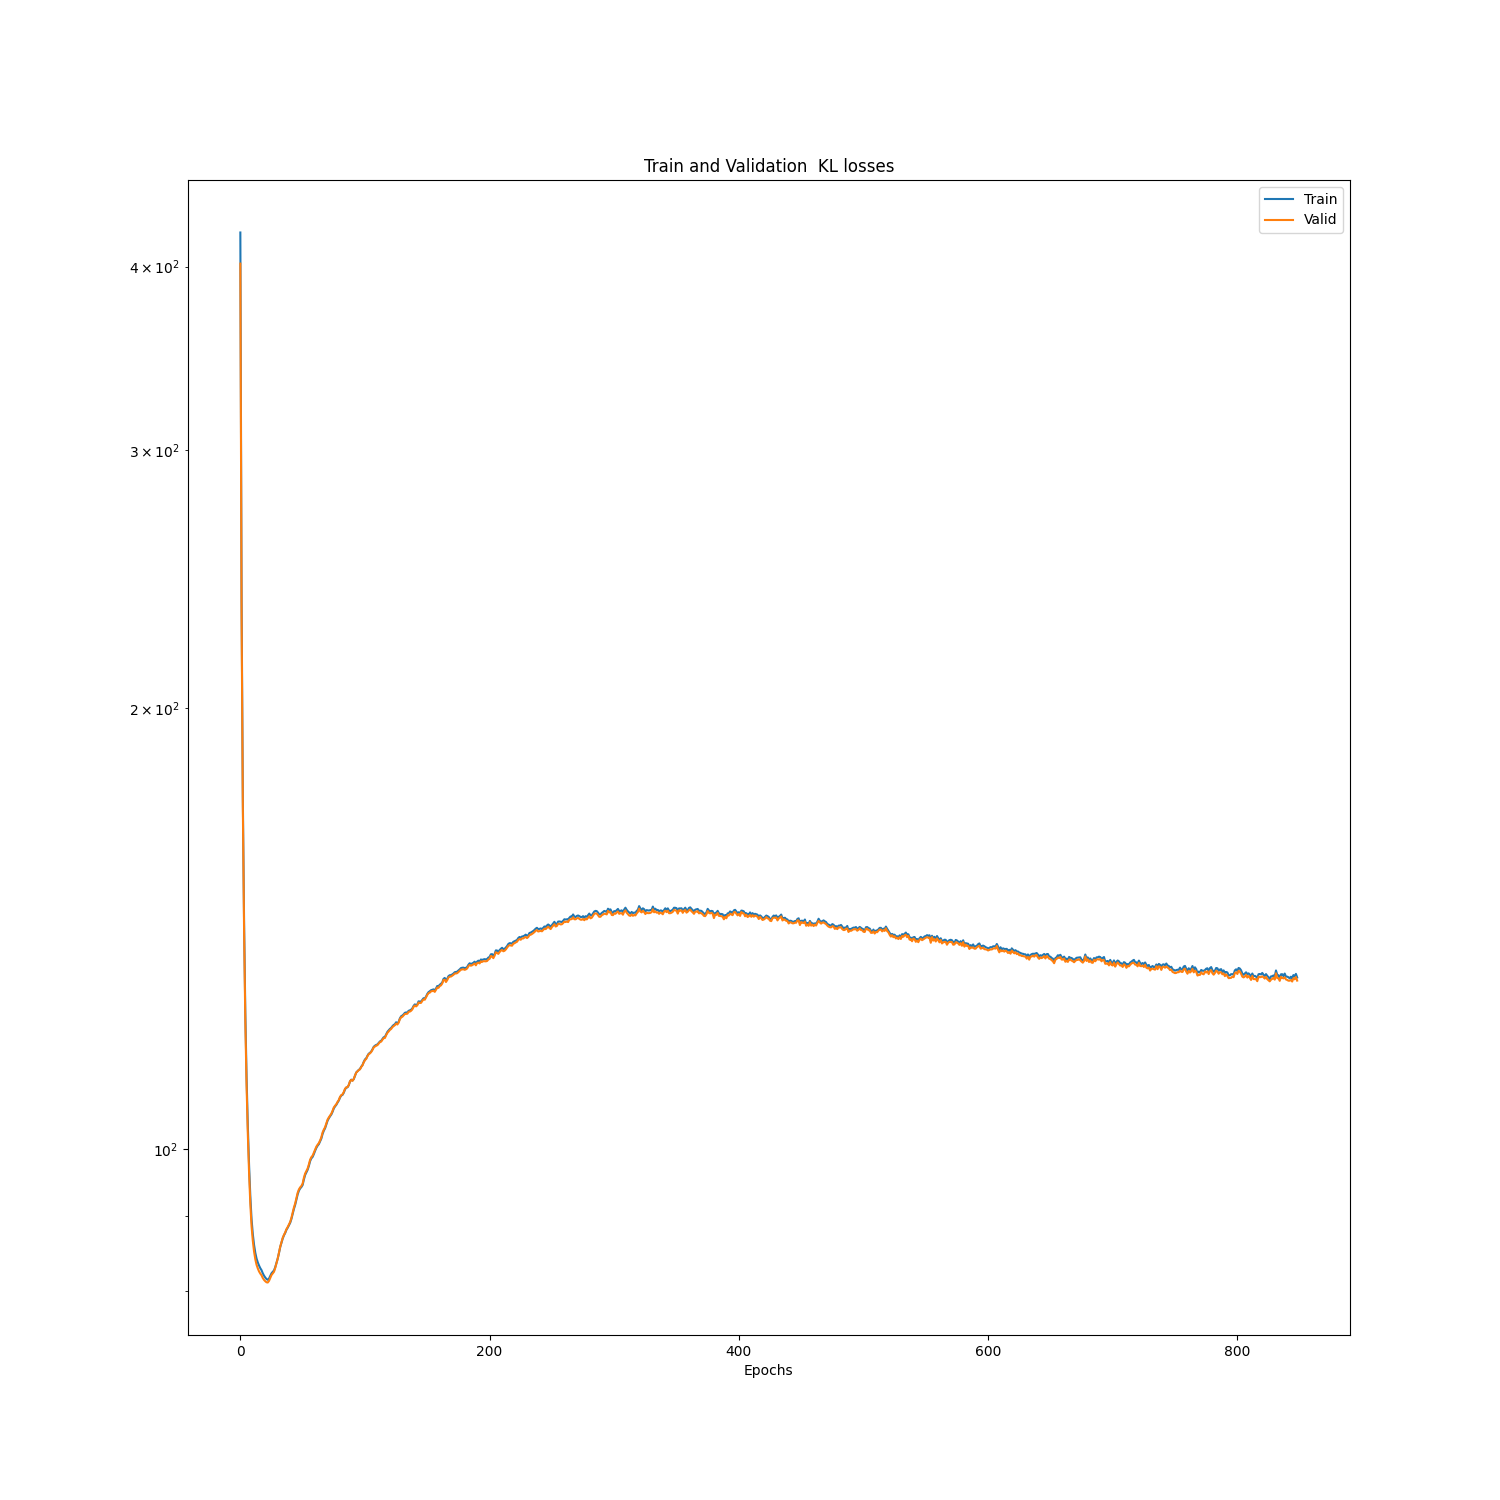 Train and Validation  KL losses
Train
Valid
4 × 10²
3 × 10²
2 × 10²
10²
0 200 400 600 800
Epochs